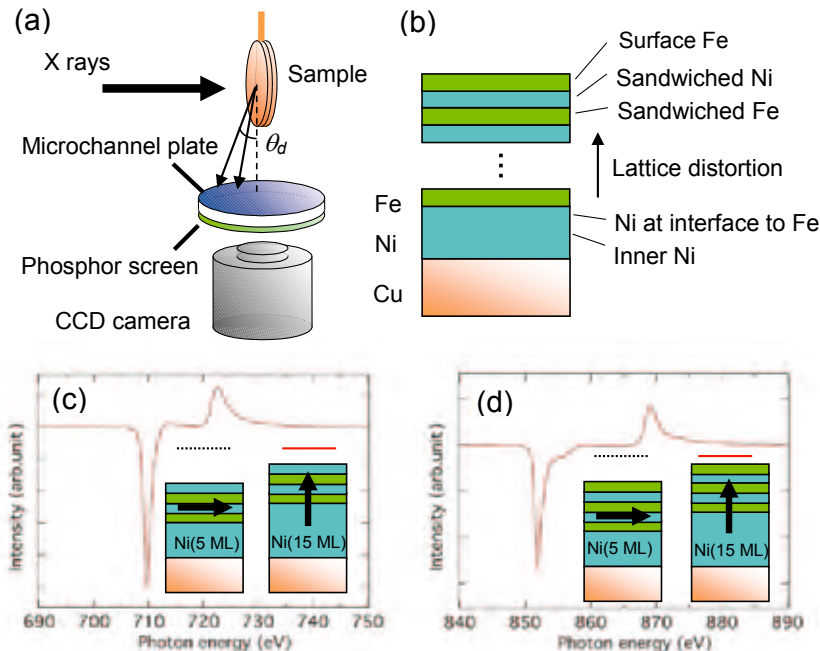 (a)
X rays
Sample
θd
Microchannel plate
Phosphor screen
CCD camera
(b)
Surface Fe
Sandwiched Ni
Sandwiched Fe
Lattice distortion
Fe
Ni at interface to Fe
Ni
Inner Ni
Cu
(c)
Intensity (arb.unit)
Ni(5 ML)
Ni(15 ML)
690 700 710 720 730 740 750
Photon energy (eV)
(d)
Intensity (arb.unit)
Ni(5 ML)
Ni(15 ML)
840 850 860 870 880 890
Photon energy (eV)